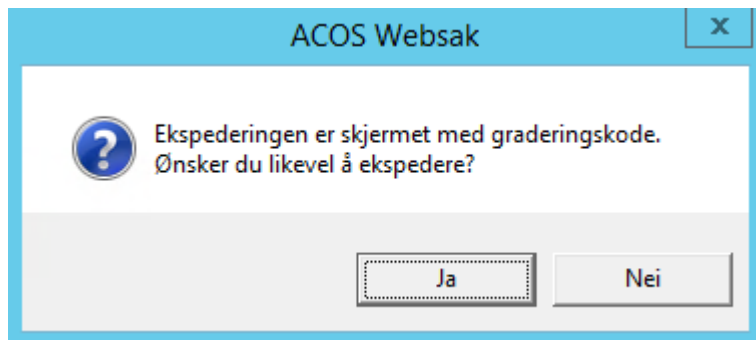 ACOS Websak
x
?
Ekspederingen er skjermet med graderingskode.
Ønsker du likevel å ekspedere?
Ja
Nei